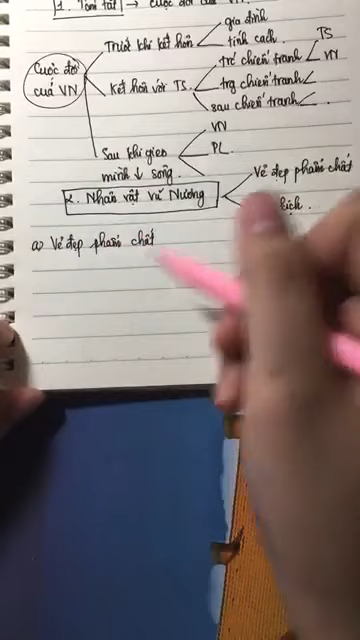 1. Tóm tắt → cuộc đời của VN
Trước khi kết hôn
gia đình
tính cách.
Cuộc đời của VN
Kết hôn với TS.
trc chiến tranh
TS
VN
trg chiến tranh
sau chiến tranh
Sau khi gieo mình ↓ sông.
VN
PL.
2. Nhân vật Vũ Nương
Vẻ đẹp phẩm chất
kịch.
a) Vẻ đẹp phẩm chất